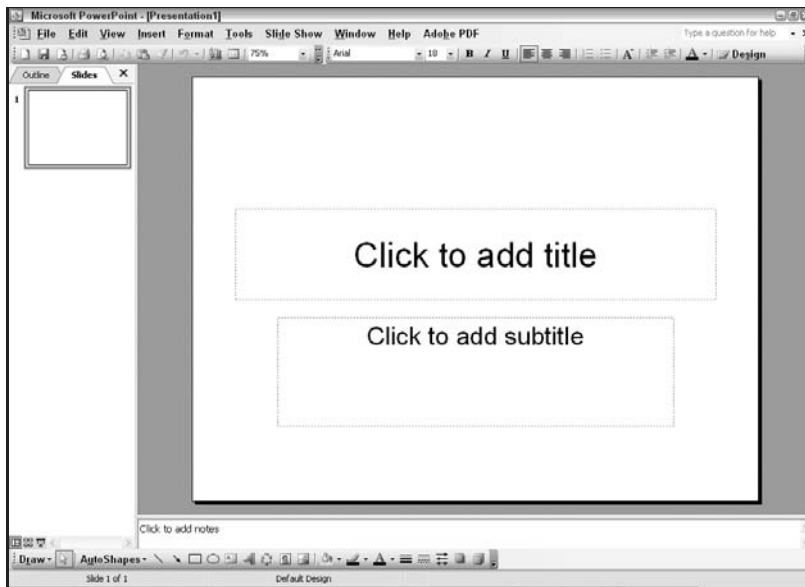 Microsoft PowerPoint - [Presentation1]
File Edit View Insert Format Tools Slide Show Window Help Adobe PDF Type a question for help
75% Arial 18 B I U A A Design
Outline Slides X
1
Click to add title
Click to add subtitle
Click to add notes
Draw AutoShapes A
Slide 1 of 1 Default Design